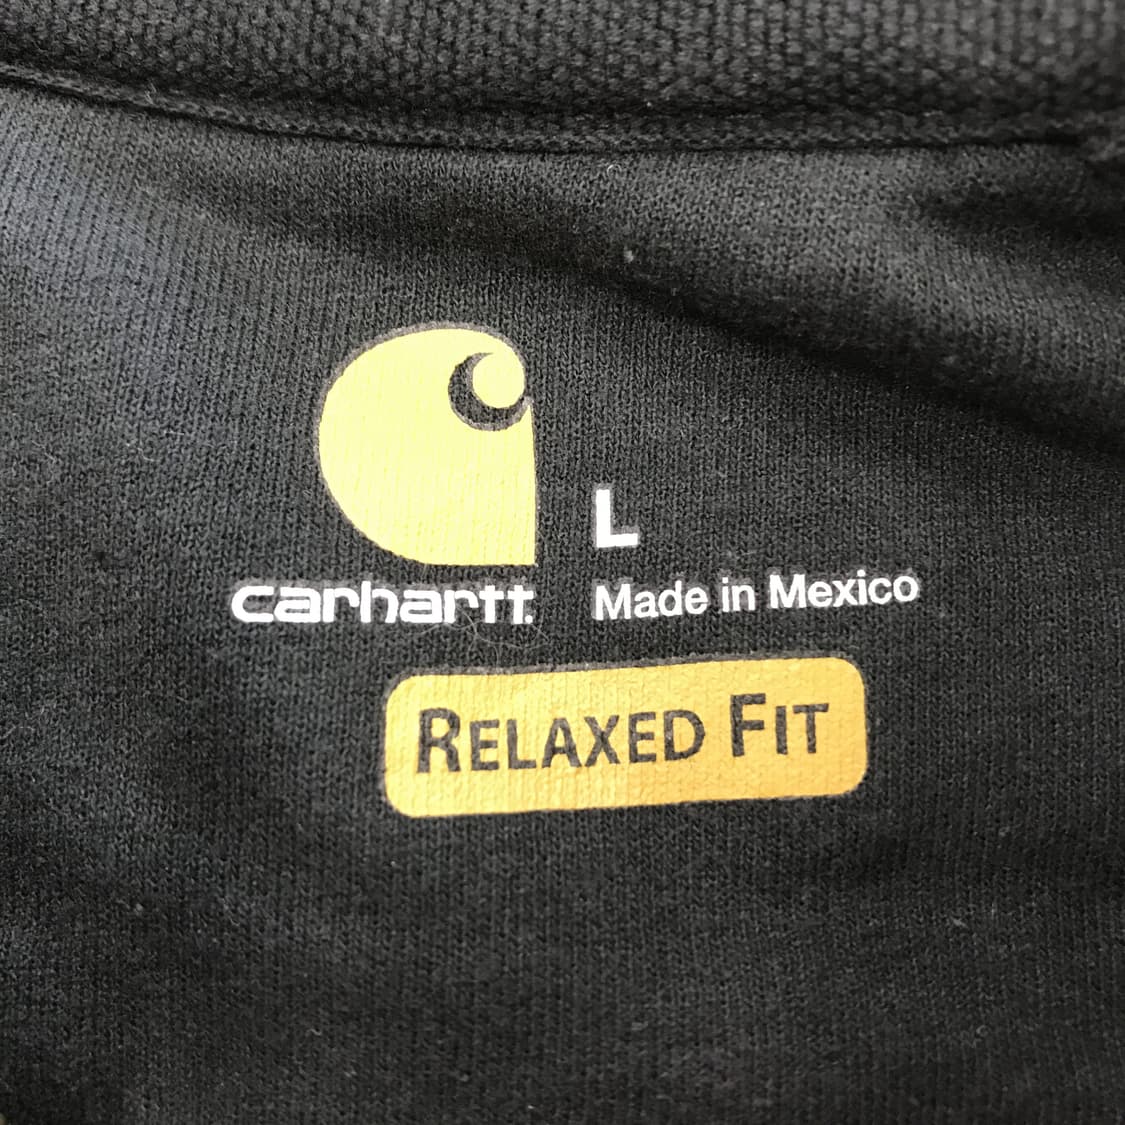 L
carhartt.
Made in Mexico
RELAXED FIT